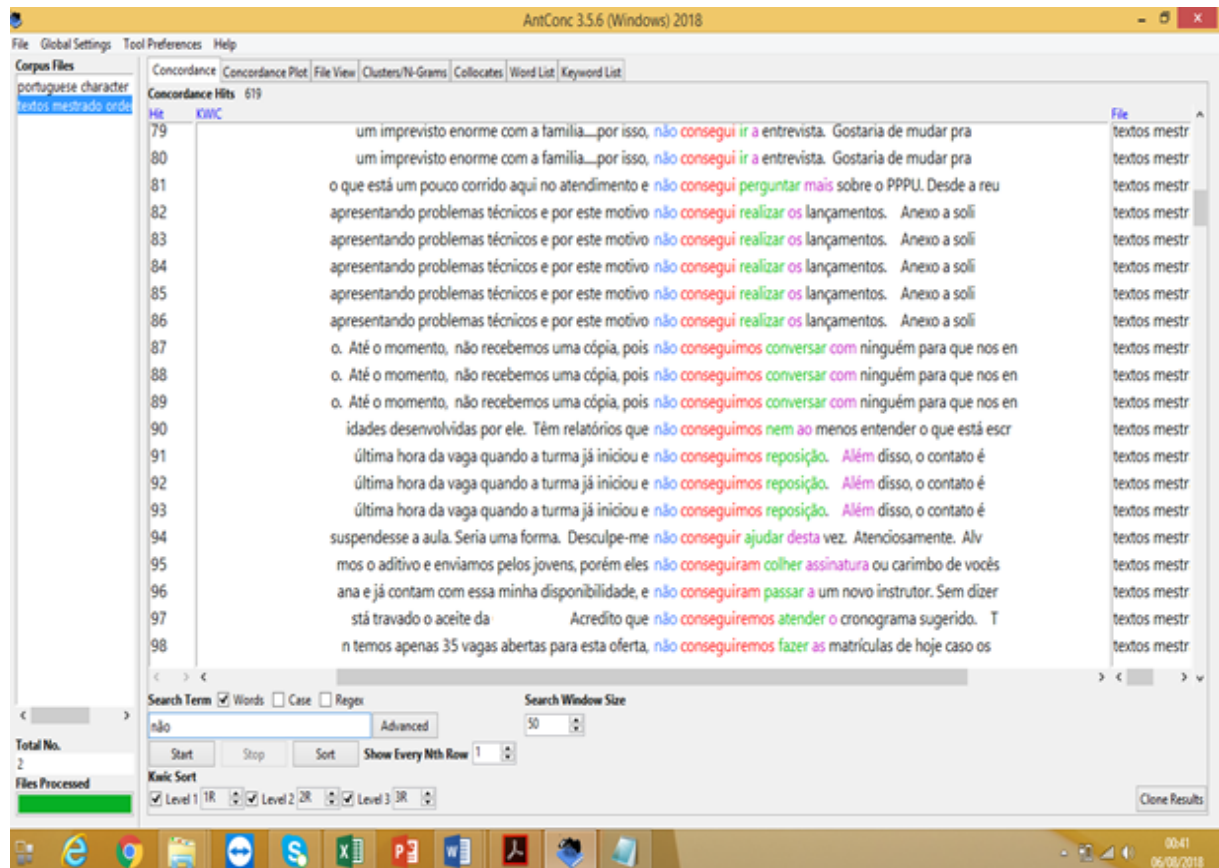 AntConc 3.5.6 (Windows) 2018
File Global Settings Tool Preferences Help
Corpus Files
portuguese character
textos mestrado orde
Total No.
2
Files Processed
Concordance Concordance Plot File View Clusters/N-Grams Collocates Word List Keyword List
Concordance Hits 619
Hit KWIC File
79 um imprevisto enorme com a familia....por isso, não consegui ir a entrevista. Gostaria de mudar pra textos mestr
80 um imprevisto enorme com a familia....por isso, não consegui ir a entrevista. Gostaria de mudar pra textos mestr
81 o que está um pouco corrido aqui no atendimento e não consegui perguntar mais sobre o PPPU. Desde a reu textos mestr
82 apresentando problemas técnicos e por este motivo não consegui realizar os lançamentos. Anexo a soli textos mestr
83 apresentando problemas técnicos e por este motivo não consegui realizar os lançamentos. Anexo a soli textos mestr
84 apresentando problemas técnicos e por este motivo não consegui realizar os lançamentos. Anexo a soli textos mestr
85 apresentando problemas técnicos e por este motivo não consegui realizar os lançamentos. Anexo a soli textos mestr
86 apresentando problemas técnicos e por este motivo não consegui realizar os lançamentos. Anexo a soli textos mestr
87 o. Até o momento, não recebemos uma cópia, pois não conseguimos conversar com ninguém para que nos en textos mestr
88 o. Até o momento, não recebemos uma cópia, pois não conseguimos conversar com ninguém para que nos en textos mestr
89 o. Até o momento, não recebemos uma cópia, pois não conseguimos conversar com ninguém para que nos en textos mestr
90 idades desenvolvidas por ele. Têm relatórios que não conseguimos nem ao menos entender o que está escr textos mestr
91 última hora da vaga quando a turma já iniciou e não conseguimos reposição. Além disso, o contato é textos mestr
92 última hora da vaga quando a turma já iniciou e não conseguimos reposição. Além disso, o contato é textos mestr
93 última hora da vaga quando a turma já iniciou e não conseguimos reposição. Além disso, o contato é textos mestr
94 suspendesse a aula. Seria uma forma. Desculpe-me não conseguir ajudar desta vez. Atenciosamente. Alv textos mestr
95 mos o aditivo e enviamos pelos jovens, porém eles não conseguiram colher assinatura ou carimbo de vocês textos mestr
96 ana e já contam com essa minha disponibilidade, e não conseguiram passar a um novo instrutor. Sem dizer textos mestr
97 stá travado o aceite da Acredito que não conseguiremos atender o cronograma sugerido. T textos mestr
98 n temos apenas 35 vagas abertas para esta oferta, não conseguiremos fazer as matrículas de hoje caso os textos mestr
Search Term Words Case Regex Search Window Size
não Advanced 50
Start Stop Sort Show Every Nth Row 1
Kwic Sort
Level 1 1R Level 2 2R Level 3 3R Clone Results
00:41
06/08/2018